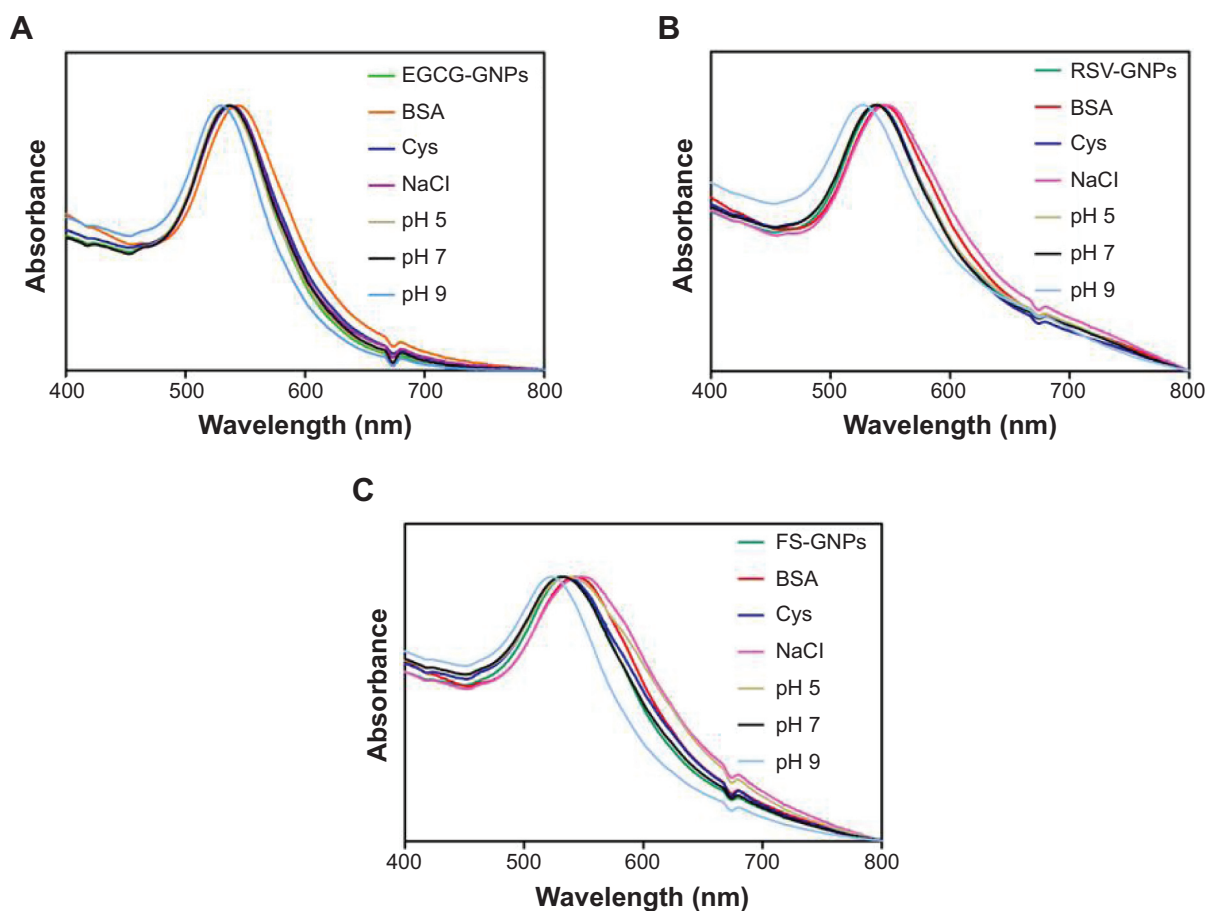 A
Absorbance
EGCG-GNPs
BSA
Cys
NaCl
pH 5
pH 7
pH 9
400 500 600 700 800
Wavelength (nm)
B
Absorbance
RSV-GNPs
BSA
Cys
NaCl
pH 5
pH 7
pH 9
400 500 600 700 800
Wavelength (nm)
C
Absorbance
FS-GNPs
BSA
Cys
NaCl
pH 5
pH 7
pH 9
400 500 600 700 800
Wavelength (nm)